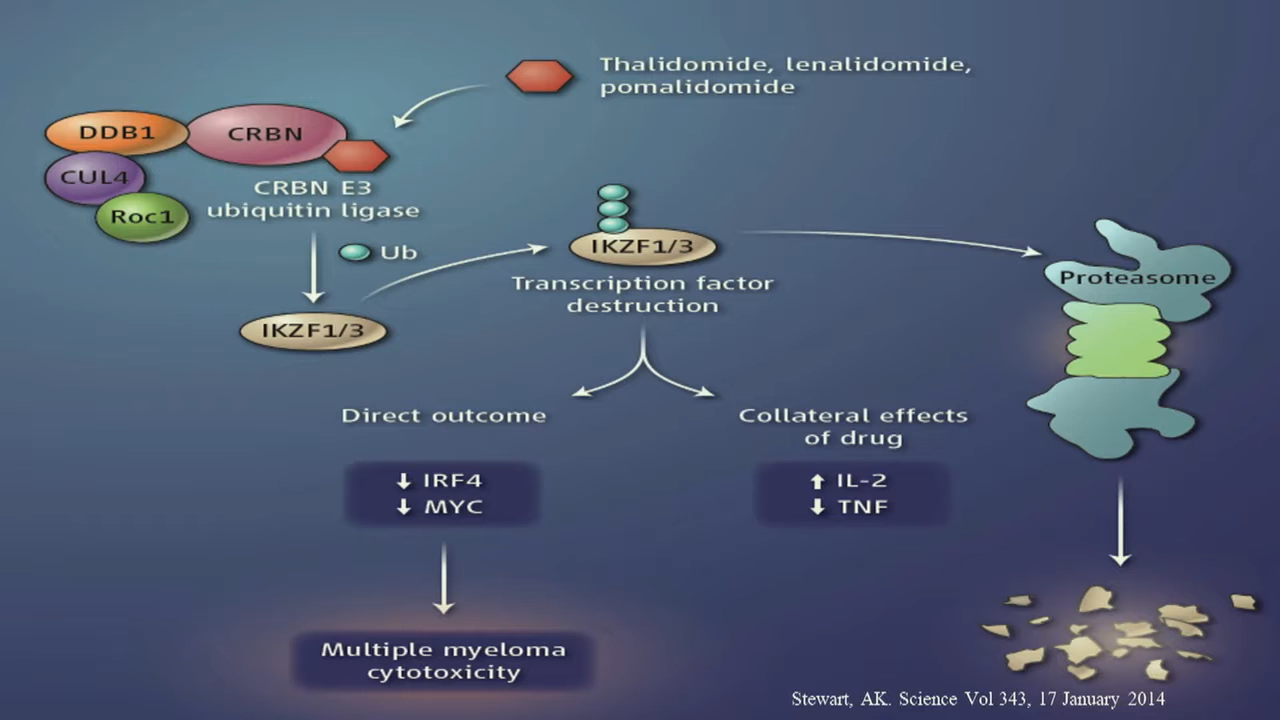 Thalidomide, lenalidomide,
pomalidomide
DDB1
CRBN
CUL4
Roc1
CRBN E3
ubiquitin ligase
Ub
IKZF1/3
IKZF1/3
Transcription factor
destruction
Proteasome
Direct outcome
↓ IRF4
↓ MYC
Collateral effects
of drug
↑ IL-2
↓ TNF
Multiple myeloma
cytotoxicity
Stewart, AK. Science Vol 343, 17 January 2014